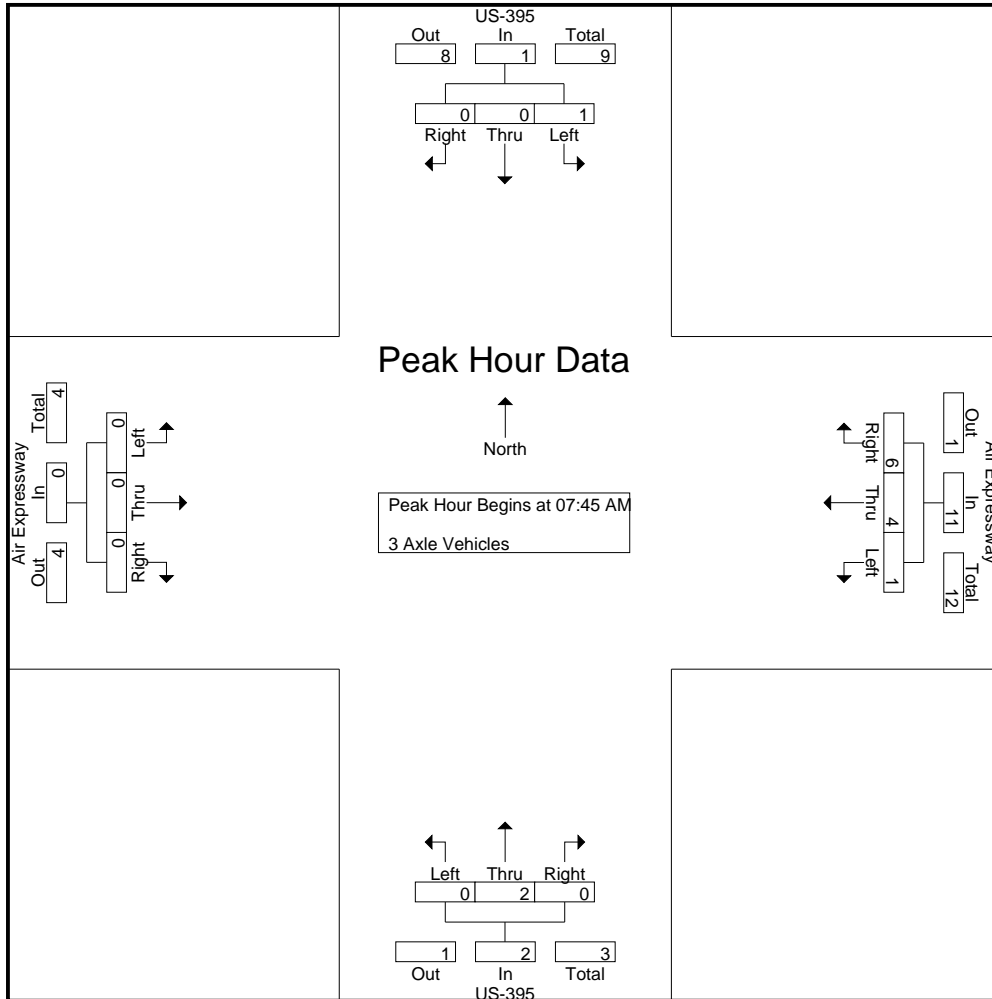 US-395
Out In Total
8 1 9
0 0 1
Right Thru Left
Peak Hour Data
North
Peak Hour Begins at 07:45 AM
3 Axle Vehicles
Air Expressway
Total In Out
4 0 4
0 0 0
Left Thru Right
Air Expressway
Out In Total
1 11 12
6 4 1
Right Thru Left
Left Thru Right
0 2 0
1 2 3
Out In Total
US-395